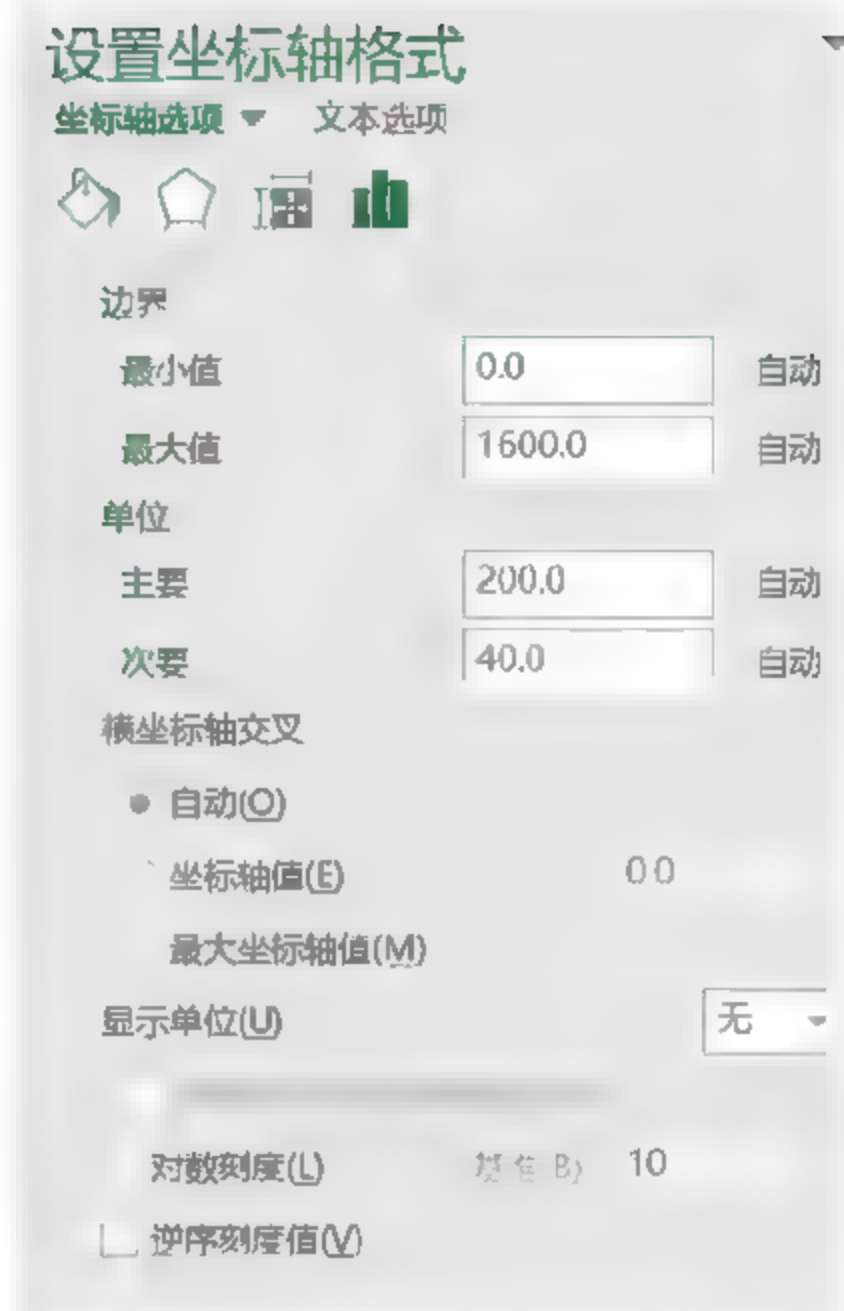 设置坐标轴格式
坐标轴选项 文本选项
边界
最小值 0.0 自动
最大值 1600.0 自动
单位
主要 200.0 自动
次要 40.0 自动
横坐标轴交叉
自动(O)
坐标轴值(E) 0 0
最大坐标轴值(M)
显示单位(U) 无
对数刻度(L) 10
逆序刻度值(V)